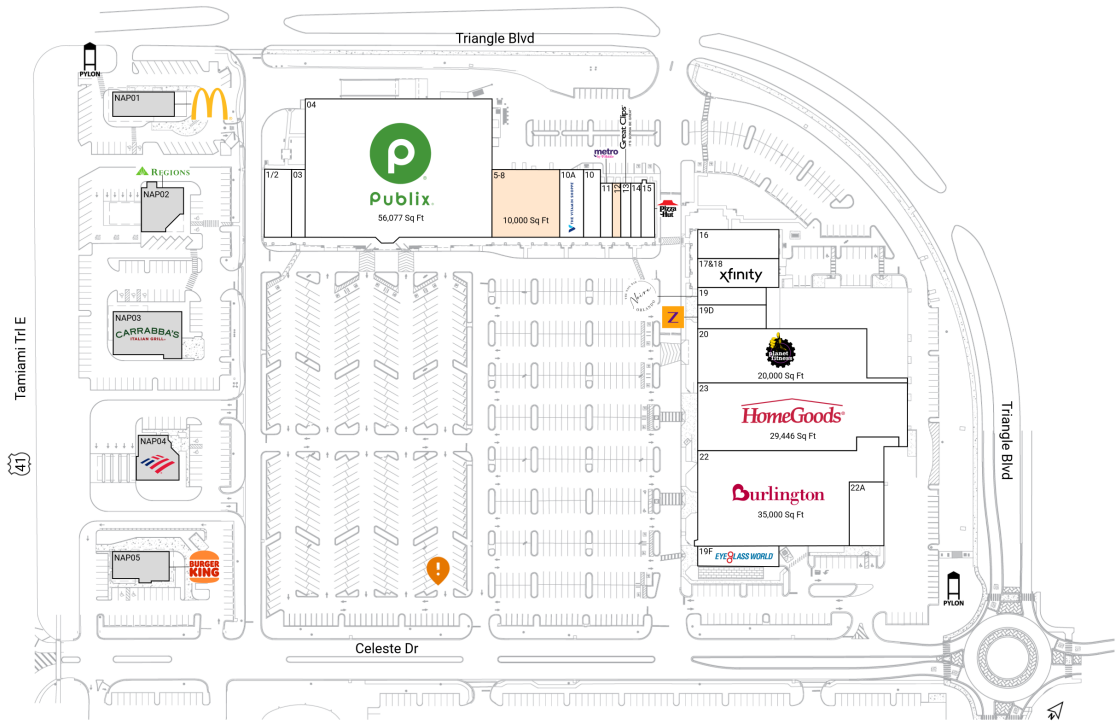 Triangle Blvd
PYLON
NAP01
04
Publix.
56,077 Sq Ft
Great Clips
metro
REGIONS
NAP02
1/2
03
5-8
10,000 Sq Ft
10A
THE VITAMIN SHOPPE
10
11
12
13
14
15
Pizza
Hut
16
17&18
xfinity
19
19D
Z
20
planet
fitness
20,000 Sq Ft
NAP03
CARRABBA'S
ITALIAN GRILL
Tamiami Trl E
41
23
HomeGoods
29,446 Sq Ft
Triangle Blvd
NAP04
22
Burlington
35,000 Sq Ft
22A
19F
EYEGLASS WORLD
NAP05
BURGER
KING
!
PYLON
Celeste Dr
N